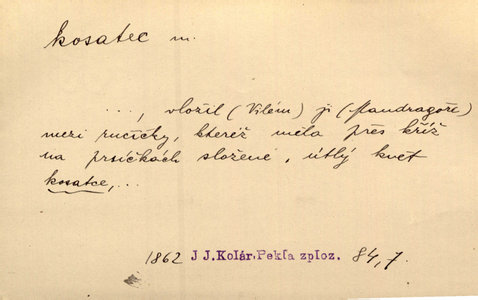 kosatec m.
..., vložil (Vilém) jí (Mandragoře)
mezi ručičky, kteréž měla přes kříž
na prsíčkách složené, útlý květ
kosatce,...
1862 J J. Kolár. Pekla zploz. 84,7.